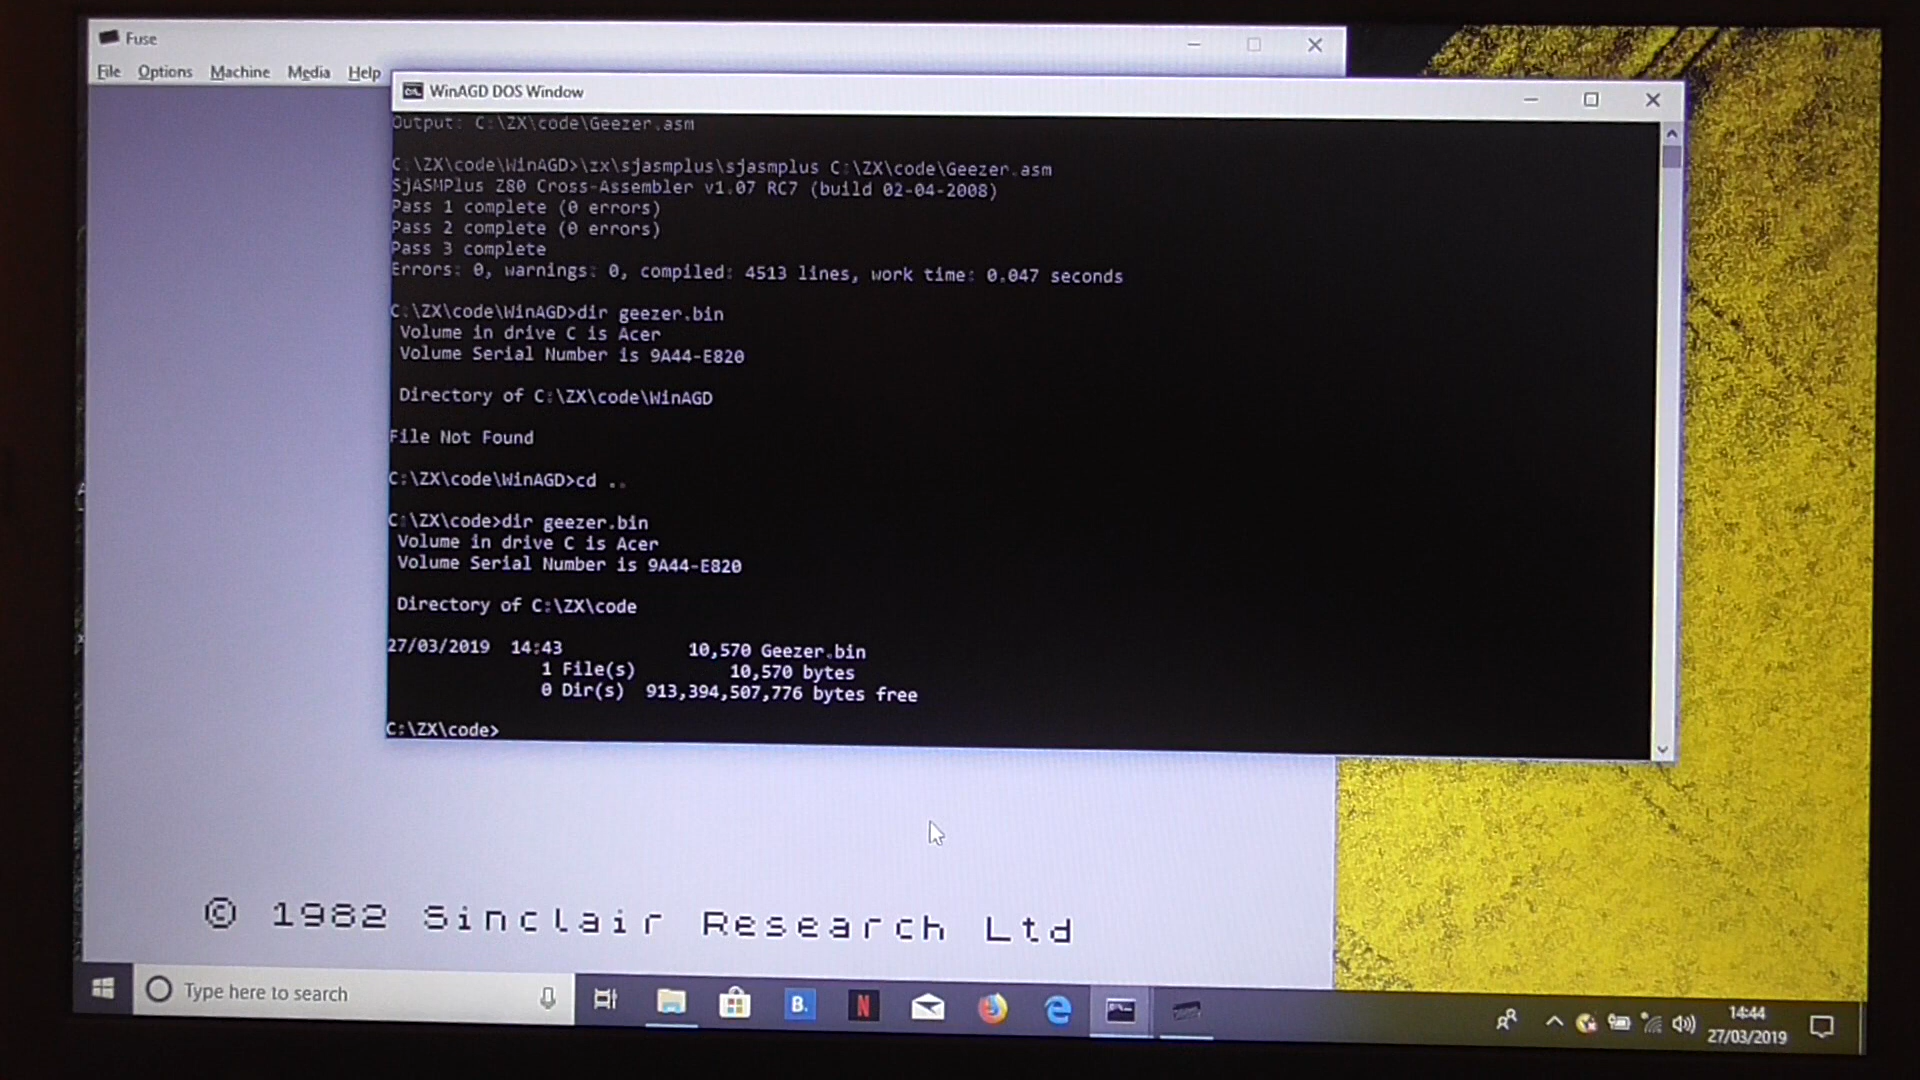 Fuse
File Options Machine Media Help
WinAGD DOS Window
Output: C:\ZX\code\Geezer.asm
C:\ZX\code\WinAGD>\zx\sjasmplus\sjasmplus C:\ZX\code\Geezer.asm
SjASMPlus Z80 Cross-Assembler v1.07 RC7 (build 02-04-2008)
Pass 1 complete (0 errors)
Pass 2 complete (0 errors)
Pass 3 complete
Errors: 0, warnings: 0, compiled: 4513 lines, work time: 0.047 seconds
C:\ZX\code\WinAGD>dir geezer.bin
Volume in drive C is Acer
Volume Serial Number is 9A44-E820
Directory of C:\ZX\code\WinAGD
File Not Found
C:\ZX\code\WinAGD>cd ..
C:\ZX\code>dir geezer.bin
Volume in drive C is Acer
Volume Serial Number is 9A44-E820
Directory of C:\ZX\code
27/03/2019 14:43 10,570 Geezer.bin
1 File(s) 10,570 bytes
0 Dir(s) 913,394,507,776 bytes free
C:\ZX\code>
© 1982 Sinclair Research Ltd
Type here to search
B.
N
14:44
27/03/2019